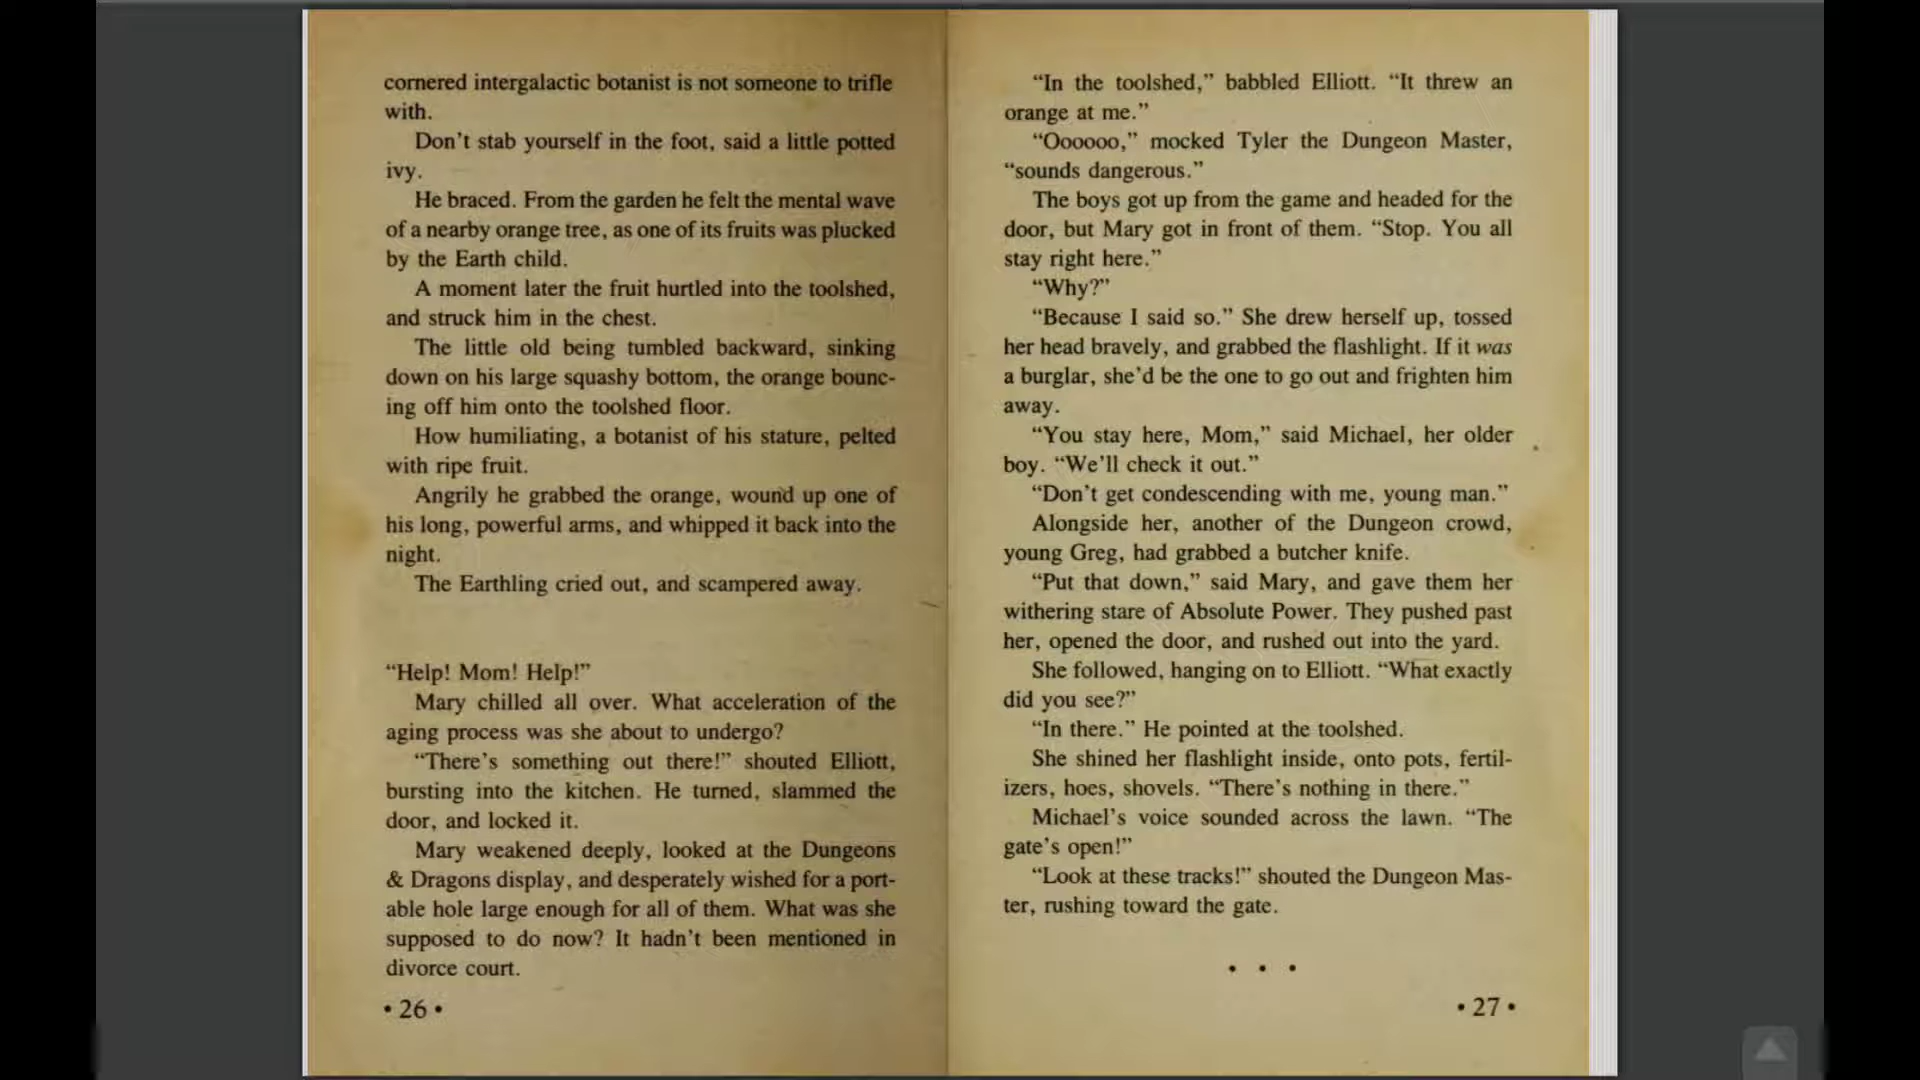 cornered intergalactic botanist is not someone to trifle
with.
Don't stab yourself in the foot, said a little potted
ivy.
He braced. From the garden he felt the mental wave
of a nearby orange tree, as one of its fruits was plucked
by the Earth child.
A moment later the fruit hurtled into the toolshed,
and struck him in the chest.
The little old being tumbled backward, sinking
down on his large squashy bottom, the orange bounc-
ing off him onto the toolshed floor.
How humiliating, a botanist of his stature, pelted
with ripe fruit.
Angrily he grabbed the orange, wound up one of
his long, powerful arms, and whipped it back into the
night.
The Earthling cried out, and scampered away.
“Help! Mom! Help!”
Mary chilled all over. What acceleration of the
aging process was she about to undergo?
“There's something out there!” shouted Elliott,
bursting into the kitchen. He turned, slammed the
door, and locked it.
Mary weakened deeply, looked at the Dungeons
& Dragons display, and desperately wished for a port-
able hole large enough for all of them. What was she
supposed to do now? It hadn't been mentioned in
divorce court.
• 26 •
“In the toolshed,” babbled Elliott. “It threw an
orange at me.”
“Oooooo,” mocked Tyler the Dungeon Master,
“sounds dangerous.”
The boys got up from the game and headed for the
door, but Mary got in front of them. “Stop. You all
stay right here.”
“Why?”
“Because I said so.” She drew herself up, tossed
her head bravely, and grabbed the flashlight. If it was
a burglar, she'd be the one to go out and frighten him
away.
“You stay here, Mom,” said Michael, her older
boy. “We'll check it out.”
“Don't get condescending with me, young man.”
Alongside her, another of the Dungeon crowd,
young Greg, had grabbed a butcher knife.
“Put that down,” said Mary, and gave them her
withering stare of Absolute Power. They pushed past
her, opened the door, and rushed out into the yard.
She followed, hanging on to Elliott. “What exactly
did you see?”
“In there.” He pointed at the toolshed.
She shined her flashlight inside, onto pots, fertil-
izers, hoes, shovels. “There's nothing in there.”
Michael's voice sounded across the lawn. “The
gate's open!”
“Look at these tracks!” shouted the Dungeon Mas-
ter, rushing toward the gate.
• • •
• 27 •